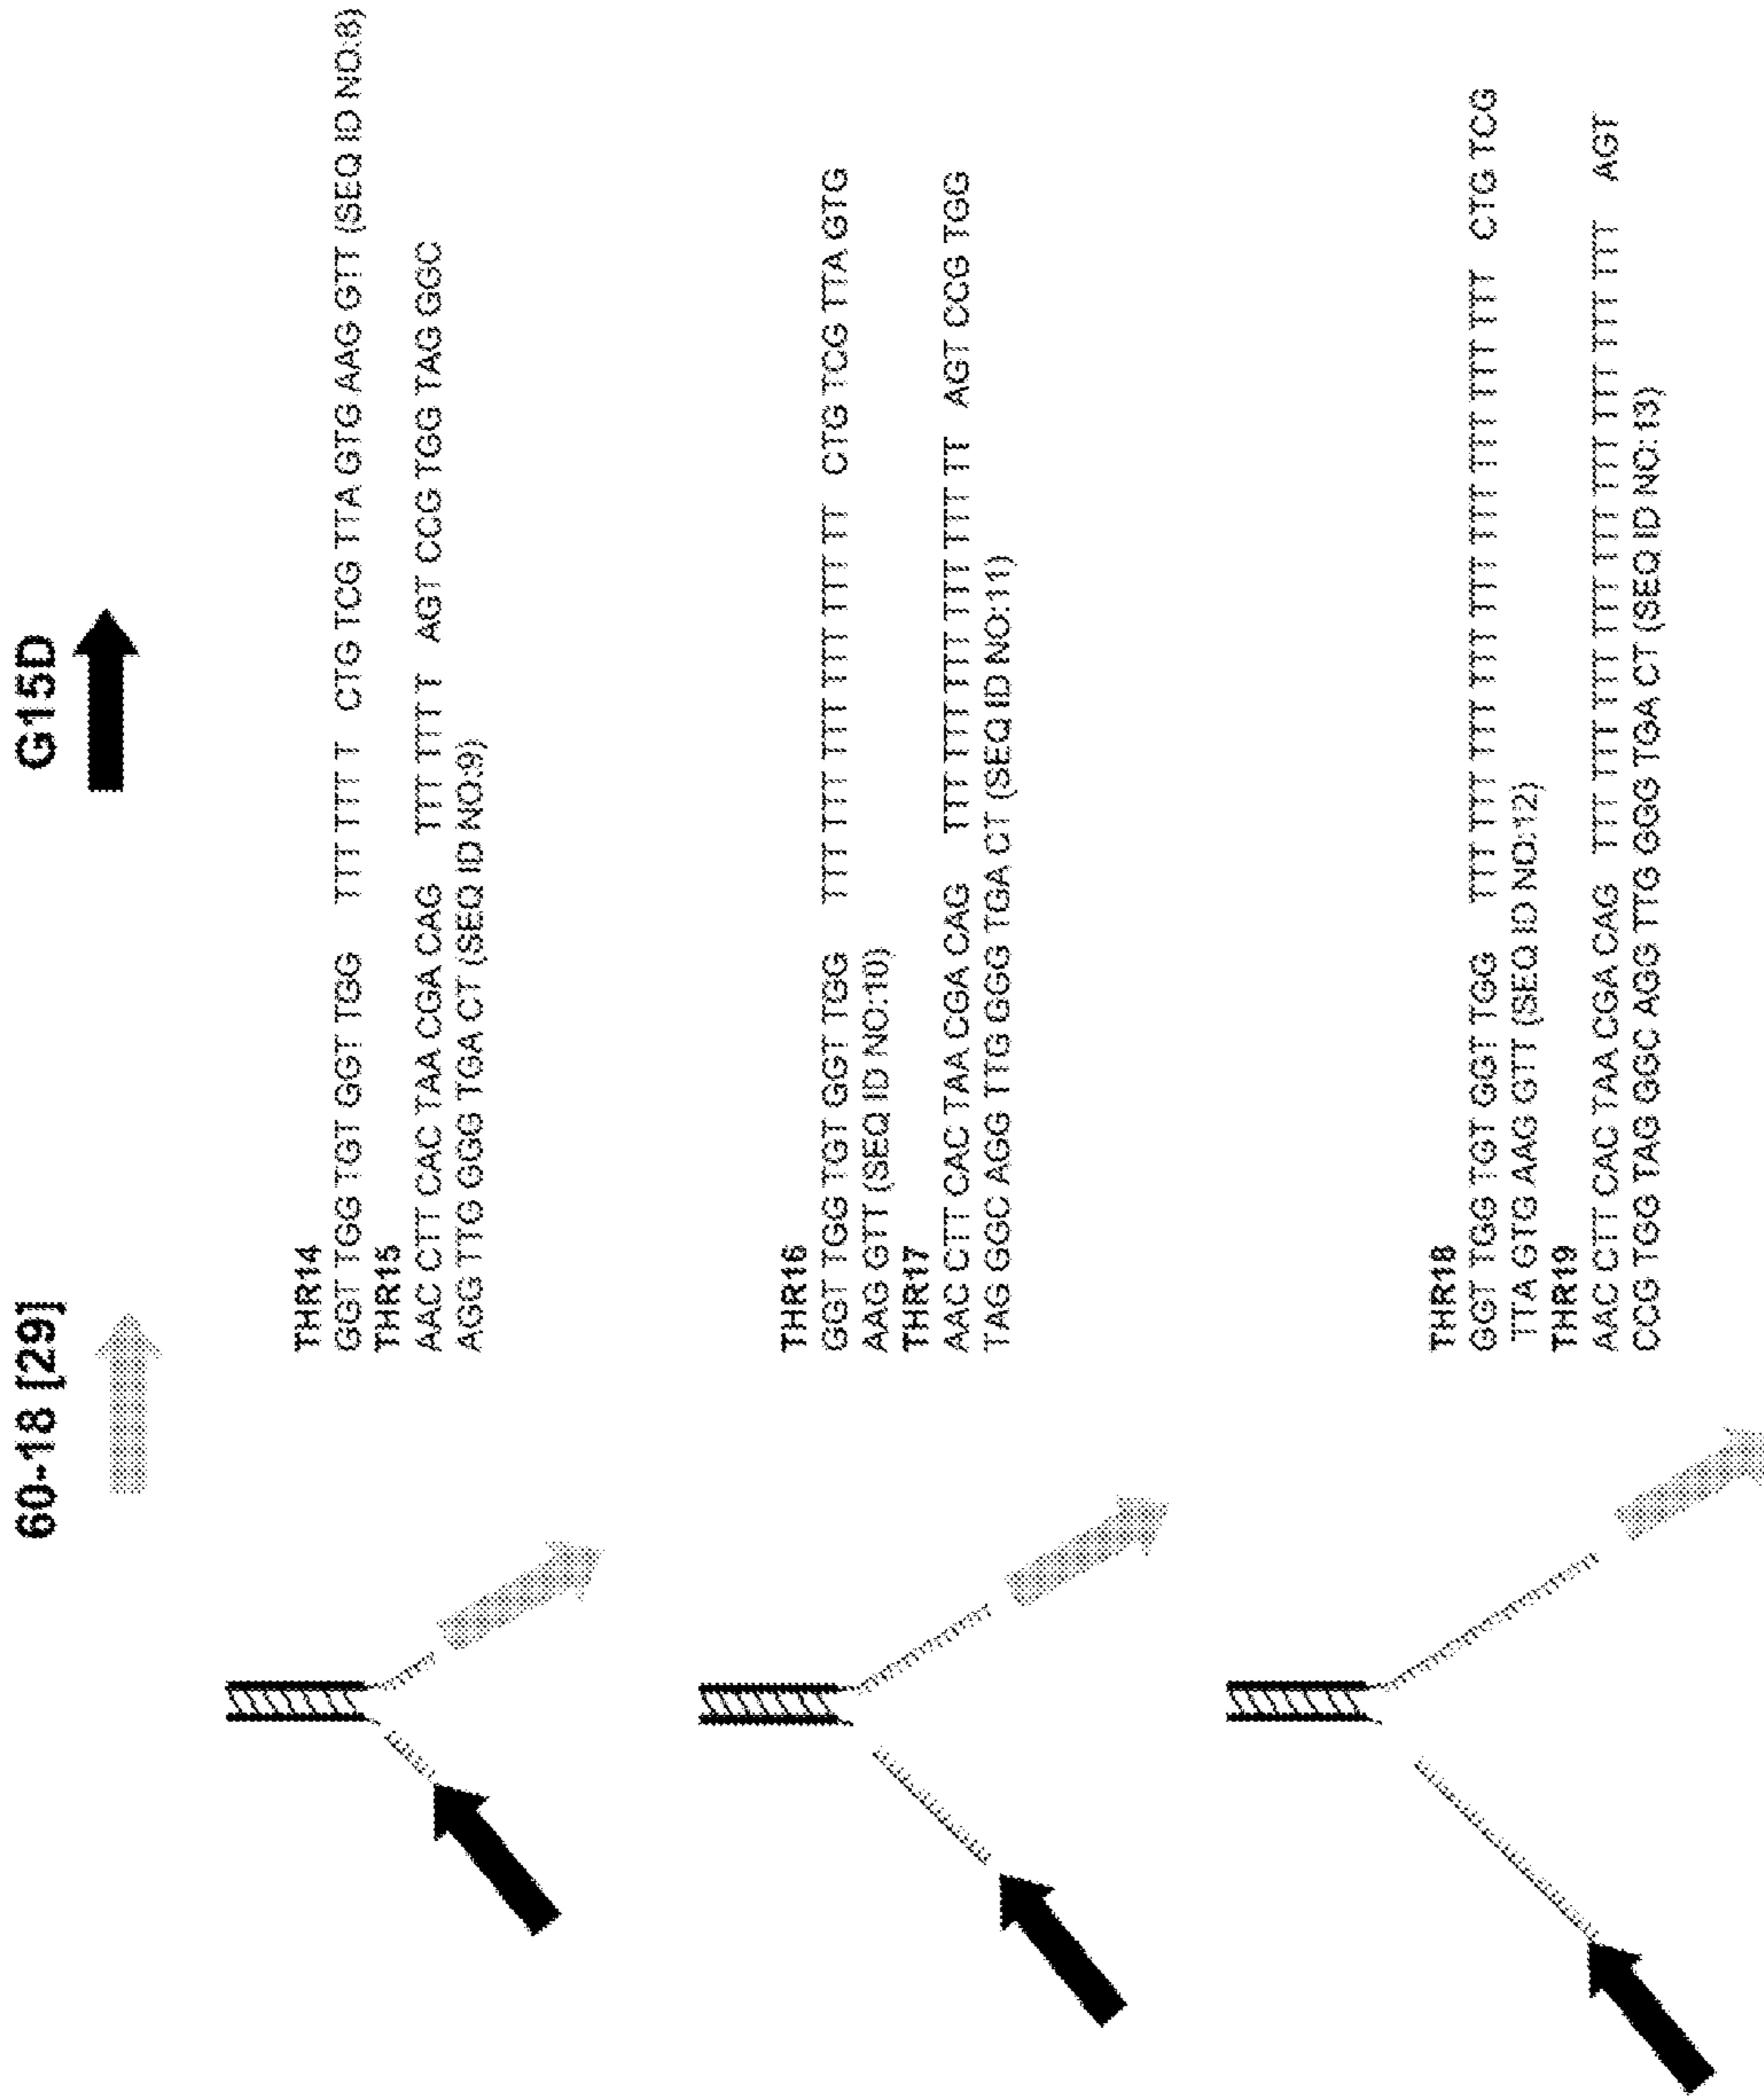 60-18 [29]
G15D
THR14
GGT TGG TGT GGT TGG TTT TTT T CTG TCG TTA GTG AAG GTT (SEQ ID NO:8)
THR15
AAC CTT CAC TAA CGA CAG TTT TTT T AGT CCG TGG TAG GGC
AGG TTG GGG TGA CT (SEQ ID NO:9)
THR16
GGT TGG TGT GGT TGG TTT TTT TTT TTT TTT TT CTG TCG TTA GTG
AAG GTT (SEQ ID NO:10)
THR17
AAC CTT CAC TAA CGA CAG TTT TTT TTT TTT TTT TT AGT CCG TGG
TAG GGC AGG TTG GGG TGA CT (SEQ ID NO:11)
THR18
GGT TGG TGT GGT TGG TTT TTT TTT TTT TTT TTT TTT TTT TTT CTG TCG
TTA GTG AAG GTT (SEQ ID NO:12)
THR19
AAC CTT CAC TAA CGA CAG TTT TTT TTT TTT TTT TTT TTT TTT TTT AGT
CCG TGG TAG GGC AGG TTG GGG TGA CT (SEQ ID NO:13)